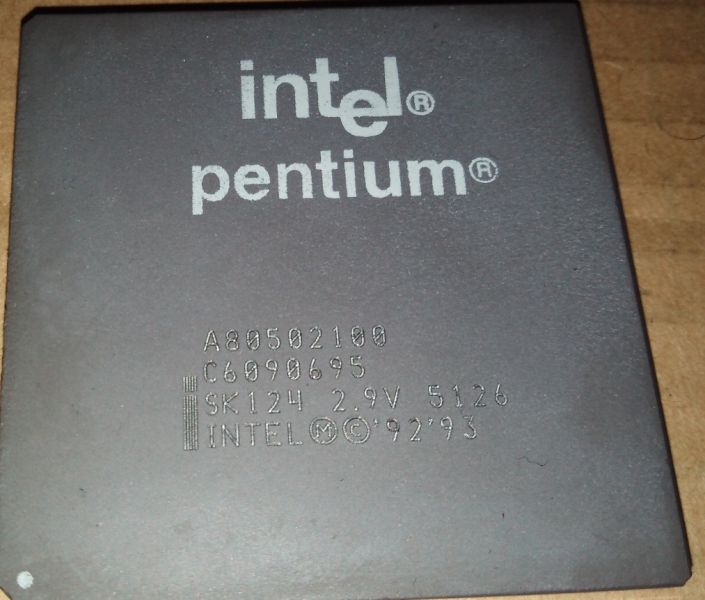 intel®
pentium®
A80502100
C6090695
SK124 2.9V 5126
INTEL Ⓜ © '92 '93